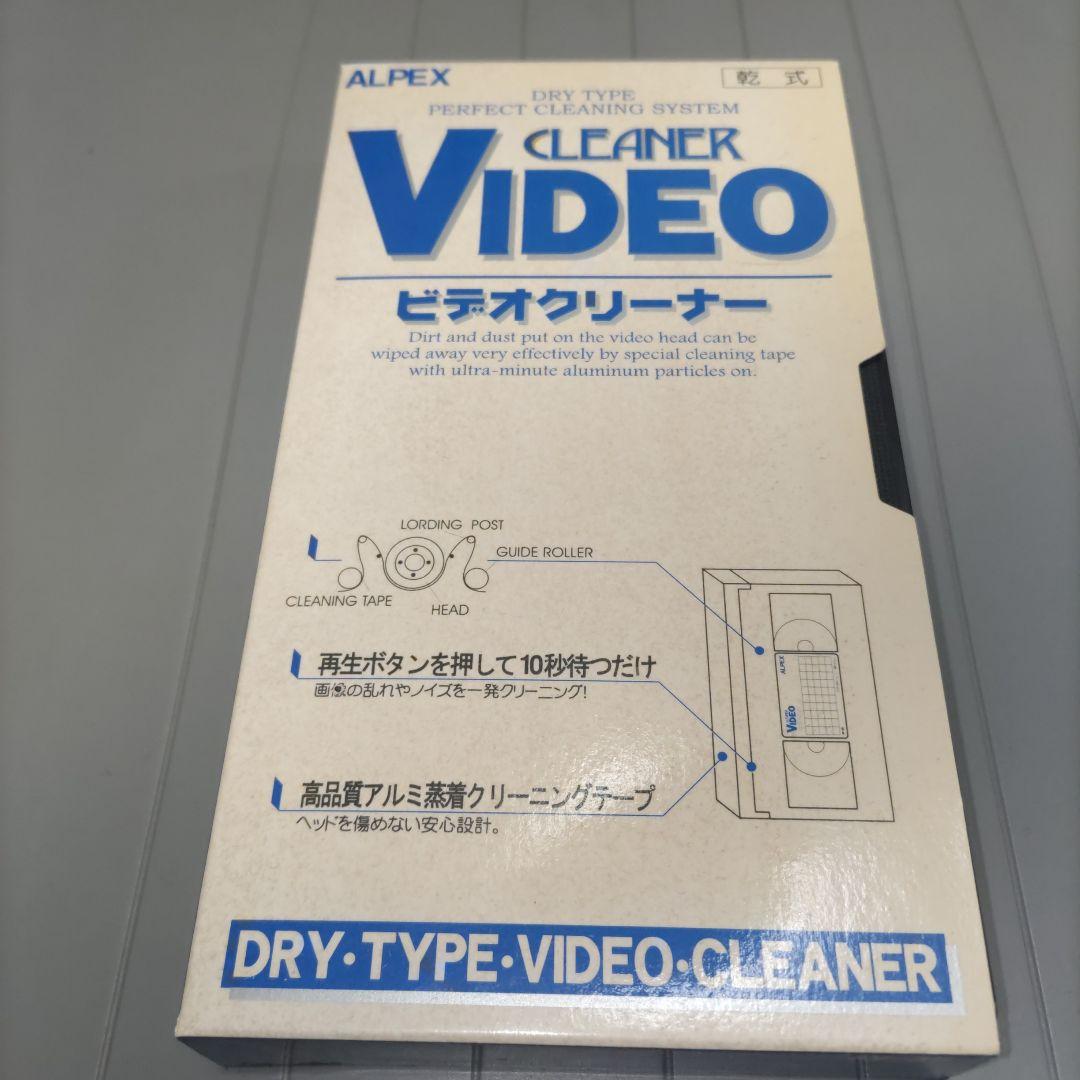 ALPEX
乾 式
DRY TYPE
PERFECT CLEANING SYSTEM
CLEANER
VIDEO
ビデオクリーナー
Dirt and dust put on the video head can be
wiped away very effectively by special cleaning tape
with ultra-minute aluminum particles on.
LORDING POST
GUIDE ROLLER
CLEANING TAPE
HEAD
再生ボタンを押して10秒待つだけ
画像の乱れやノイズを一発クリーニング!
ALPEX
VIDEO
高品質アルミ蒸着クリーニングテープ
ヘッドを傷めない安心設計。
DRY・TYPE・VIDEO・CLEANER